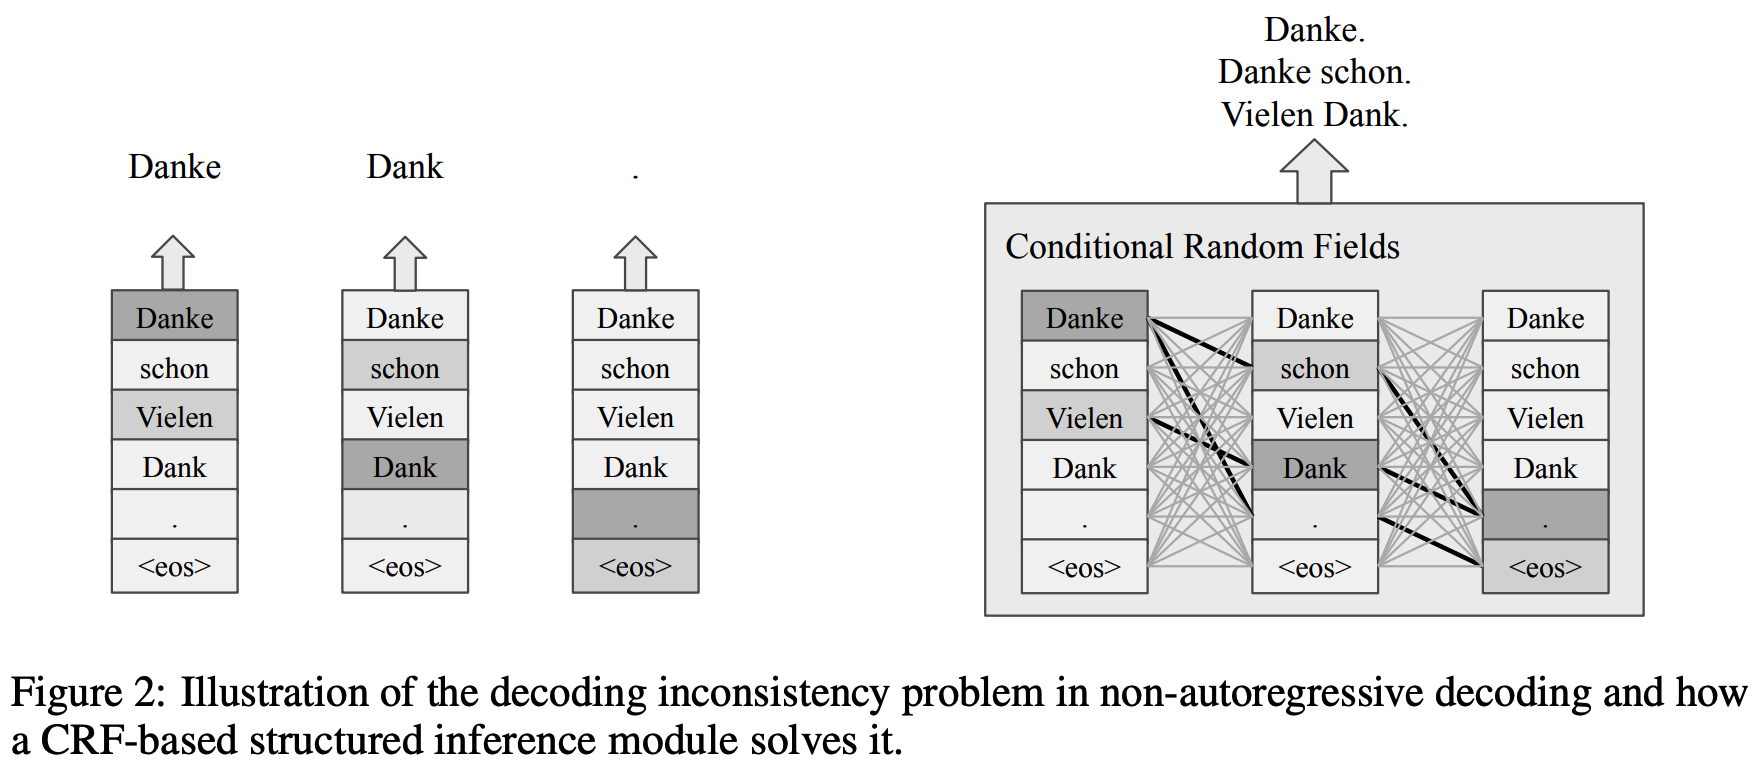 Danke.
Danke schon.
Vielen Dank.
Danke
Dank
.
Danke
schon
Vielen
Dank
.
<eos>
Danke
schon
Vielen
Dank
.
<eos>
Danke
schon
Vielen
Dank
.
<eos>
Conditional Random Fields
Danke
schon
Vielen
Dank
.
<eos>
Danke
schon
Vielen
Dank
.
<eos>
Danke
schon
Vielen
Dank
.
<eos>
Figure 2: Illustration of the decoding inconsistency problem in non-autoregressive decoding and how
a CRF-based structured inference module solves it.